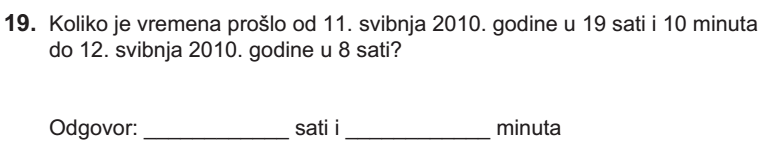 19. Koliko je vremena prošlo od 11. svibnja 2010. godine u 19 sati i 10 minuta
do 12. svibnja 2010. godine u 8 sati?
Odgovor: ____________ sati i ____________ minuta